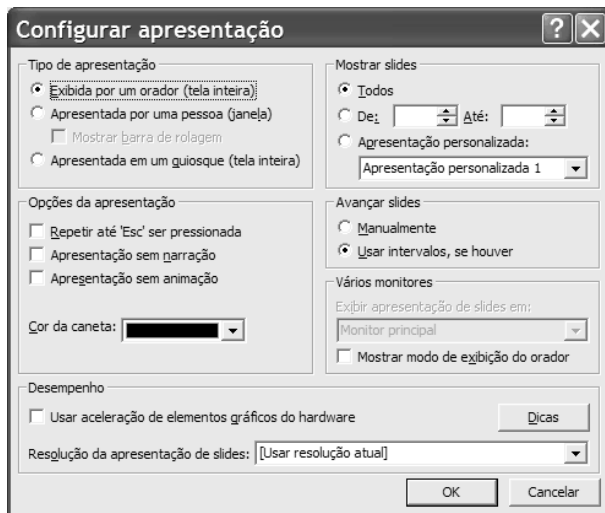 Configurar apresentação
Tipo de apresentação
Exibida por um orador (tela inteira)
Apresentada por uma pessoa (janela)
Mostrar barra de rolagem
Apresentada em um quiosque (tela inteira)
Mostrar slides
Todos
De: Até:
Apresentação personalizada:
Apresentação personalizada 1
Opções da apresentação
Repetir até 'Esc' ser pressionada
Apresentação sem narração
Apresentação sem animação
Cor da caneta:
Avançar slides
Manualmente
Usar intervalos, se houver
Vários monitores
Exibir apresentação de slides em:
Monitor principal
Mostrar modo de exibição do orador
Desempenho
Usar aceleração de elementos gráficos do hardware
Dicas
Resolução da apresentação de slides: [Usar resolução atual]
OK Cancelar